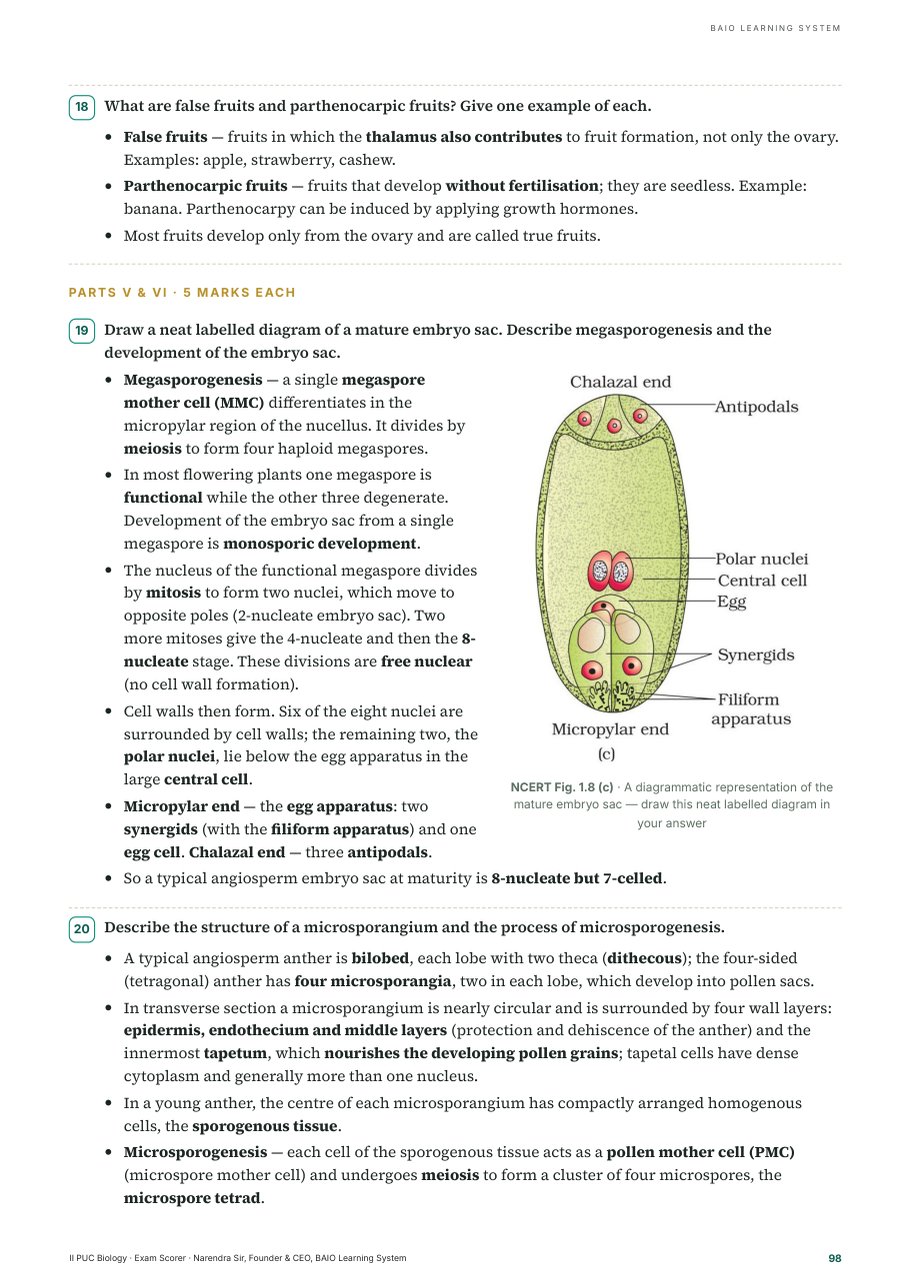 BAIO LEARNING SYSTEM
18 What are false fruits and parthenocarpic fruits? Give one example of each.
• False fruits — fruits in which the thalamus also contributes to fruit formation, not only the ovary.
Examples: apple, strawberry, cashew.
• Parthenocarpic fruits — fruits that develop without fertilisation; they are seedless. Example:
banana. Parthenocarpy can be induced by applying growth hormones.
• Most fruits develop only from the ovary and are called true fruits.
PARTS V & VI · 5 MARKS EACH
19 Draw a neat labelled diagram of a mature embryo sac. Describe megasporogenesis and the
development of the embryo sac.
• Megasporogenesis — a single megaspore
mother cell (MMC) differentiates in the
micropylar region of the nucellus. It divides by
meiosis to form four haploid megaspores.
• In most flowering plants one megaspore is
functional while the other three degenerate.
Development of the embryo sac from a single
megaspore is monosporic development.
• The nucleus of the functional megaspore divides
by mitosis to form two nuclei, which move to
opposite poles (2-nucleate embryo sac). Two
more mitoses give the 4-nucleate and then the 8-
nucleate stage. These divisions are free nuclear
(no cell wall formation).
• Cell walls then form. Six of the eight nuclei are
surrounded by cell walls; the remaining two, the
polar nuclei, lie below the egg apparatus in the
large central cell.
• Micropylar end — the egg apparatus: two
synergids (with the filiform apparatus) and one
egg cell. Chalazal end — three antipodals.
Chalazal end
Antipodals
Polar nuclei
Central cell
Egg
Synergids
Filiform
apparatus
Micropylar end
(c)
NCERT Fig. 1.8 (c) · A diagrammatic representation of the
mature embryo sac — draw this neat labelled diagram in
your answer
• So a typical angiosperm embryo sac at maturity is 8-nucleate but 7-celled.
20 Describe the structure of a microsporangium and the process of microsporogenesis.
• A typical angiosperm anther is bilobed, each lobe with two theca (dithecous); the four-sided
(tetragonal) anther has four microsporangia, two in each lobe, which develop into pollen sacs.
• In transverse section a microsporangium is nearly circular and is surrounded by four wall layers:
epidermis, endothecium and middle layers (protection and dehiscence of the anther) and the
innermost tapetum, which nourishes the developing pollen grains; tapetal cells have dense
cytoplasm and generally more than one nucleus.
• In a young anther, the centre of each microsporangium has compactly arranged homogenous
cells, the sporogenous tissue.
• Microsporogenesis — each cell of the sporogenous tissue acts as a pollen mother cell (PMC)
(microspore mother cell) and undergoes meiosis to form a cluster of four microspores, the
microspore tetrad.
II PUC Biology · Exam Scorer · Narendra Sir, Founder & CEO, BAIO Learning System
98